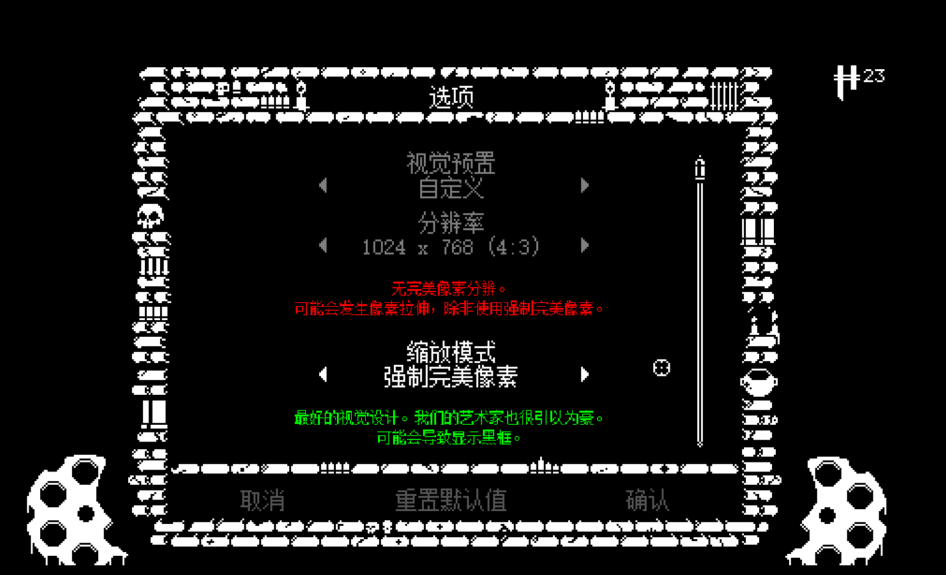 选项
23
视觉预置
自定义
分辨率
1024 x 768 (4:3)
无完美像素分辨。
可能会发生像素拉伸，除非使用强制完美像素。
缩放模式
强制完美像素
最好的视觉设计。我们的艺术家也很引以为豪。
可能会导致显示黑框。
取消 重置默认值 确认